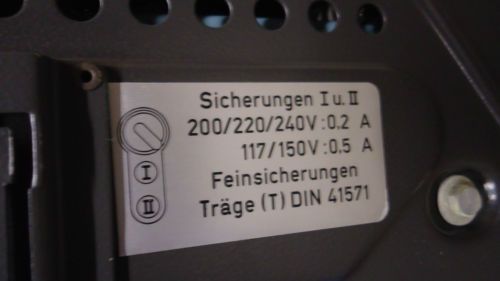 Sicherungen I u. II
200/220/240V:0.2 A
117/150V:0.5 A
Feinsicherungen
Träge (T) DIN 41571
I
II